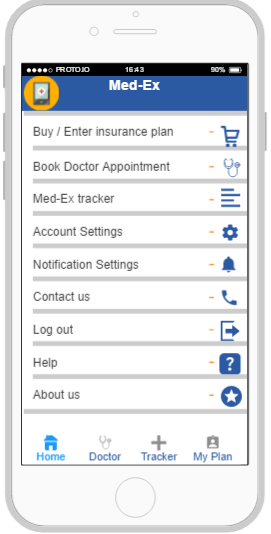 PROTO.IO 16:43 90%
Med-Ex
Buy / Enter insurance plan -
Book Doctor Appointment -
Med-Ex tracker -
Account Settings -
Notification Settings -
Contact us -
Log out -
Help - ?
About us -
Home Doctor Tracker My Plan